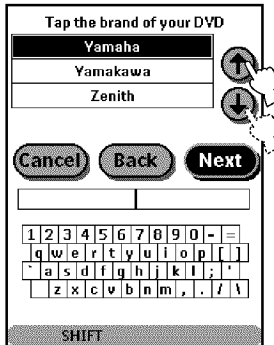 Tap the brand of your DVD
Yamaha
Yamakawa
Zenith
Cancel Back Next
1 2 3 4 5 6 7 8 9 0 - =
q w e r t y u i o p [ ]
` a s d f g h j k l ; '
z x c v b n m , . / \
SHIFT